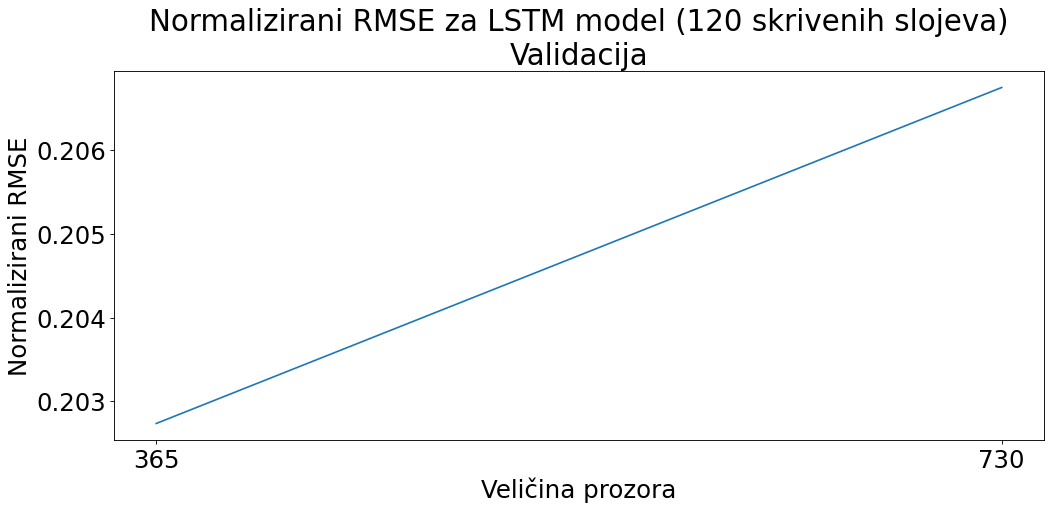 Normalizirani RMSE za LSTM model (120 skrivenih slojeva)
Validacija
Normalizirani RMSE
0.206
0.205
0.204
0.203
365
730
Veličina prozora